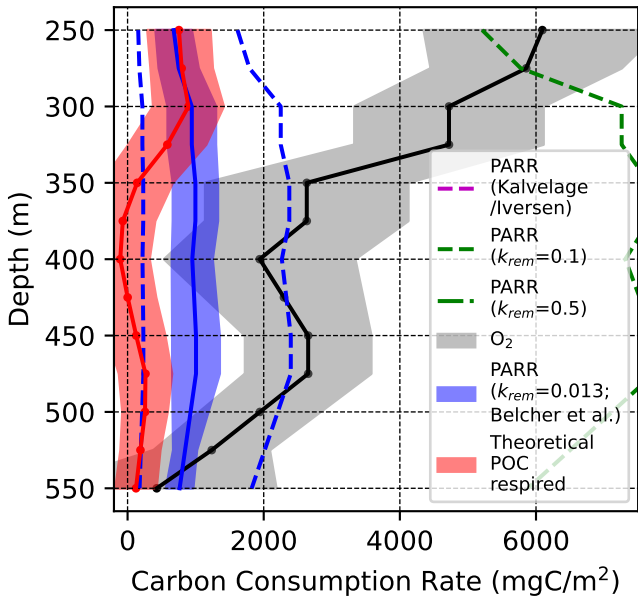 250
300
350
400
450
500
550
Depth (m)
0
2000
4000
6000
Carbon Consumption Rate (mgC/m²)
PARR
(Kalvelage
/Iversen)
PARR
(k_rem=0.1)
PARR
(k_rem=0.5)
O₂
PARR
(k_rem=0.013;
Belcher et al.)
Theoretical
POC
respired